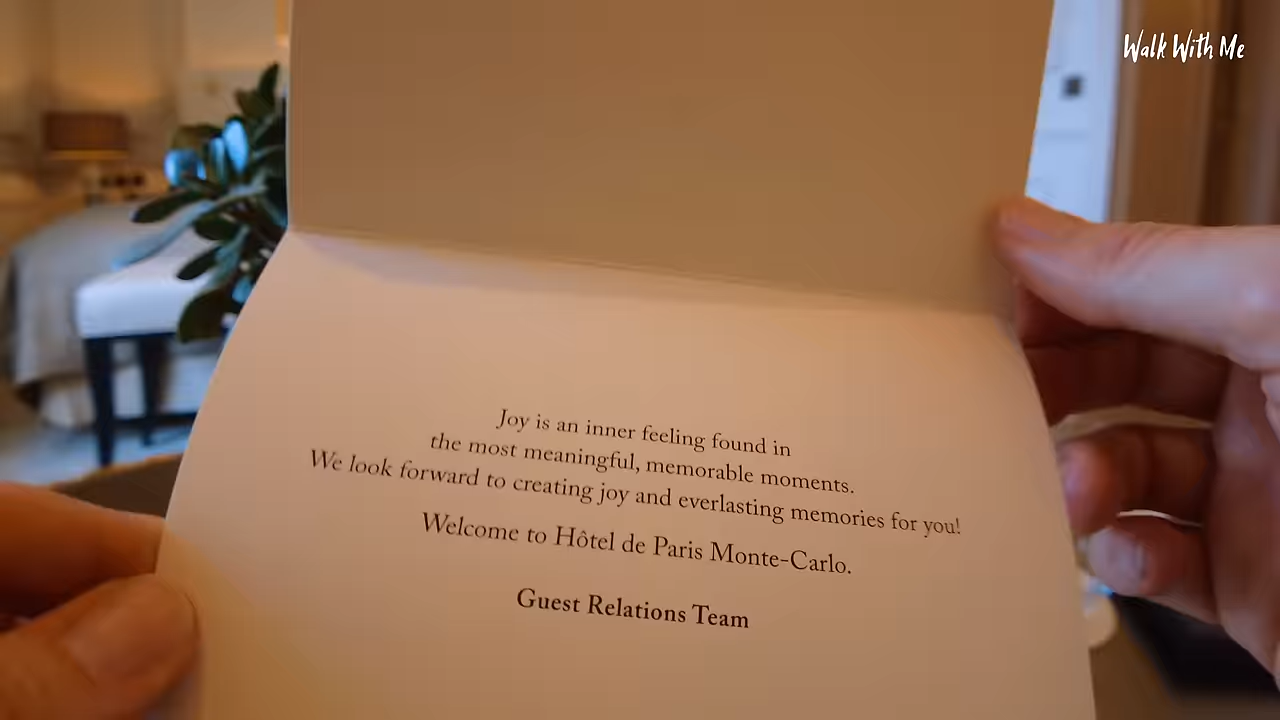 Walk With Me
Joy is an inner feeling found in
the most meaningful, memorable moments.
We look forward to creating joy and everlasting memories for you!
Welcome to Hôtel de Paris Monte-Carlo.
Guest Relations Team